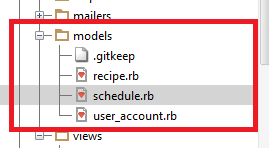 mailers
models
.gitkeep
recipe.rb
schedule.rb
user_account.rb
views